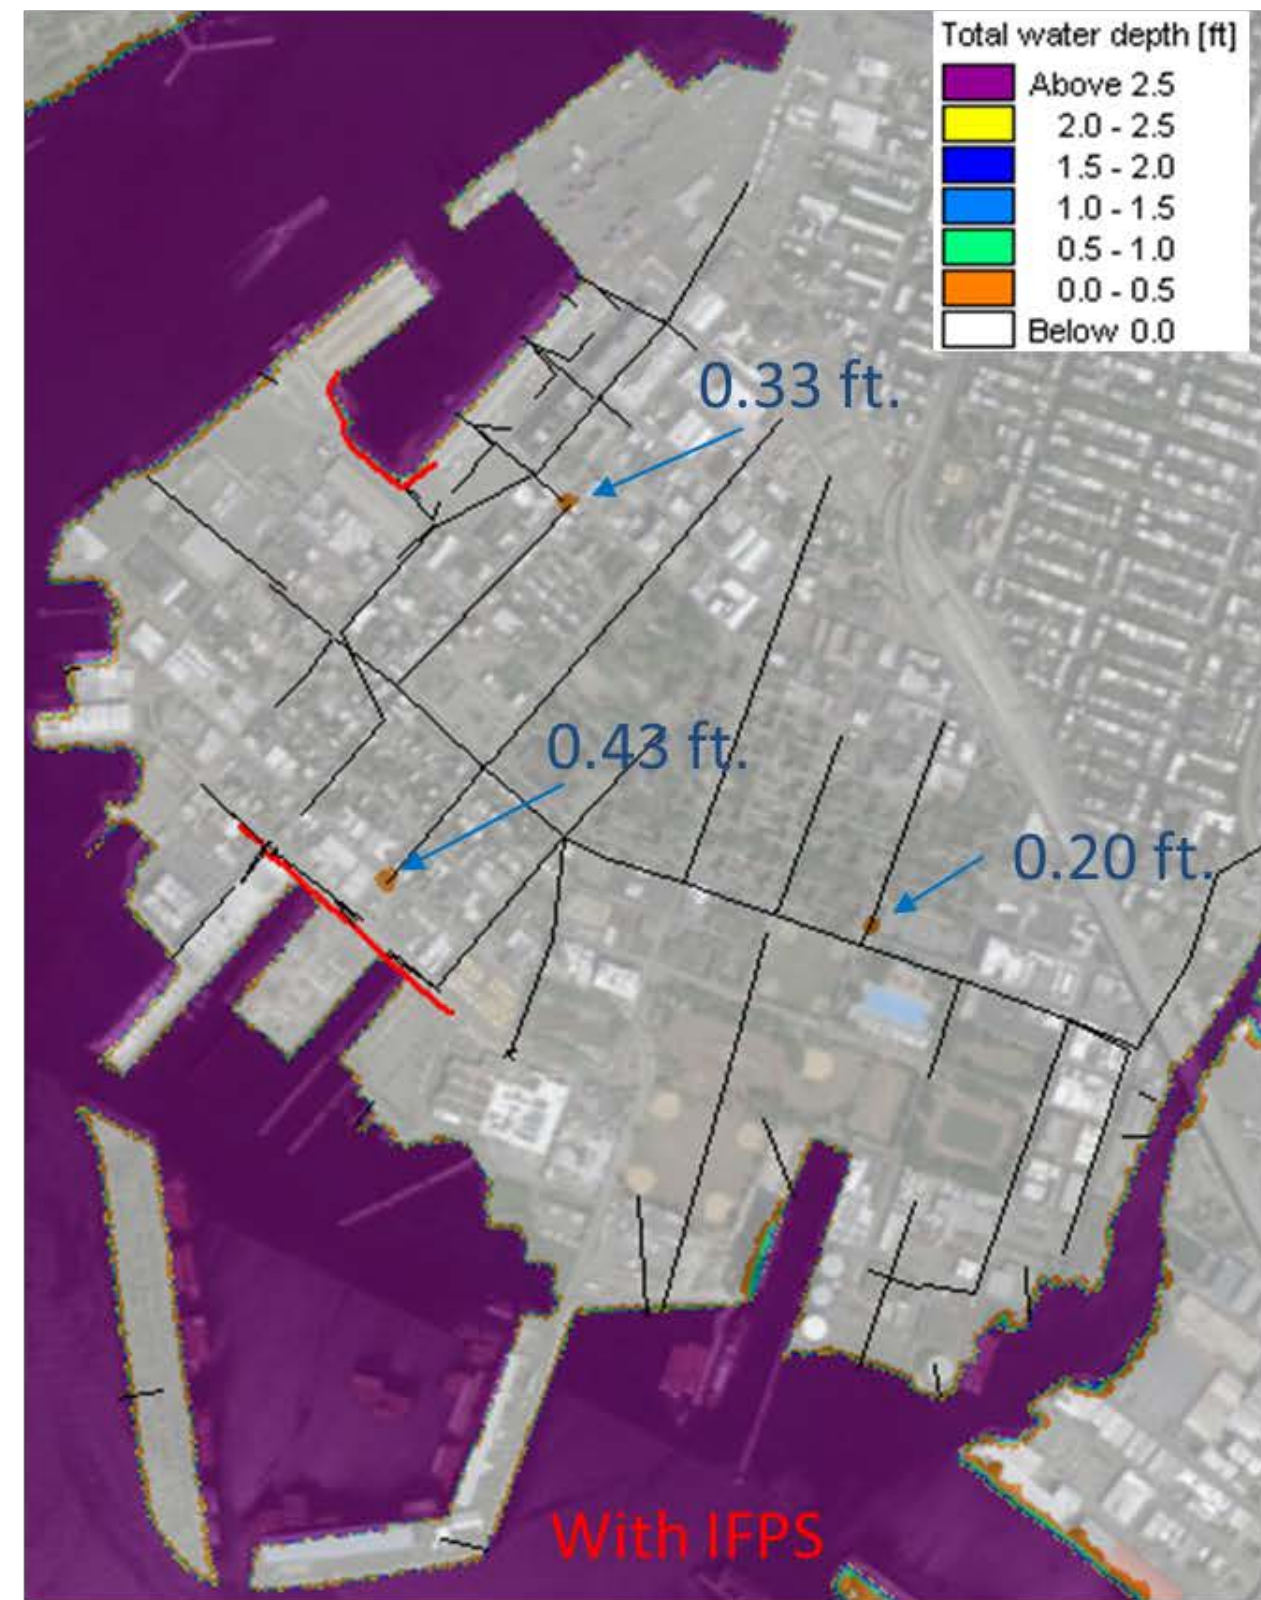 Total water depth [ft]
Above 2.5
2.0 - 2.5
1.5 - 2.0
1.0 - 1.5
0.5 - 1.0
0.0 - 0.5
Below 0.0
0.33 ft.
0.43 ft.
0.20 ft.
With IFPS